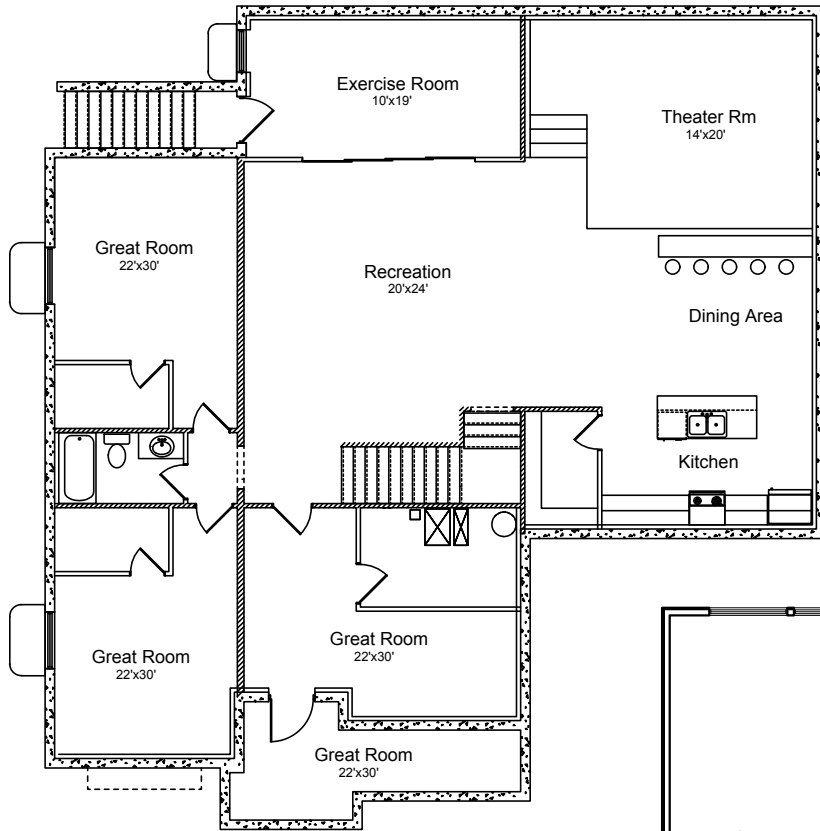 Exercise Room
10'x19'
Theater Rm
14'x20'
Great Room
22'x30'
Recreation
20'x24'
Dining Area
Kitchen
Great Room
22'x30'
Great Room
22'x30'
Great Room
22'x30'